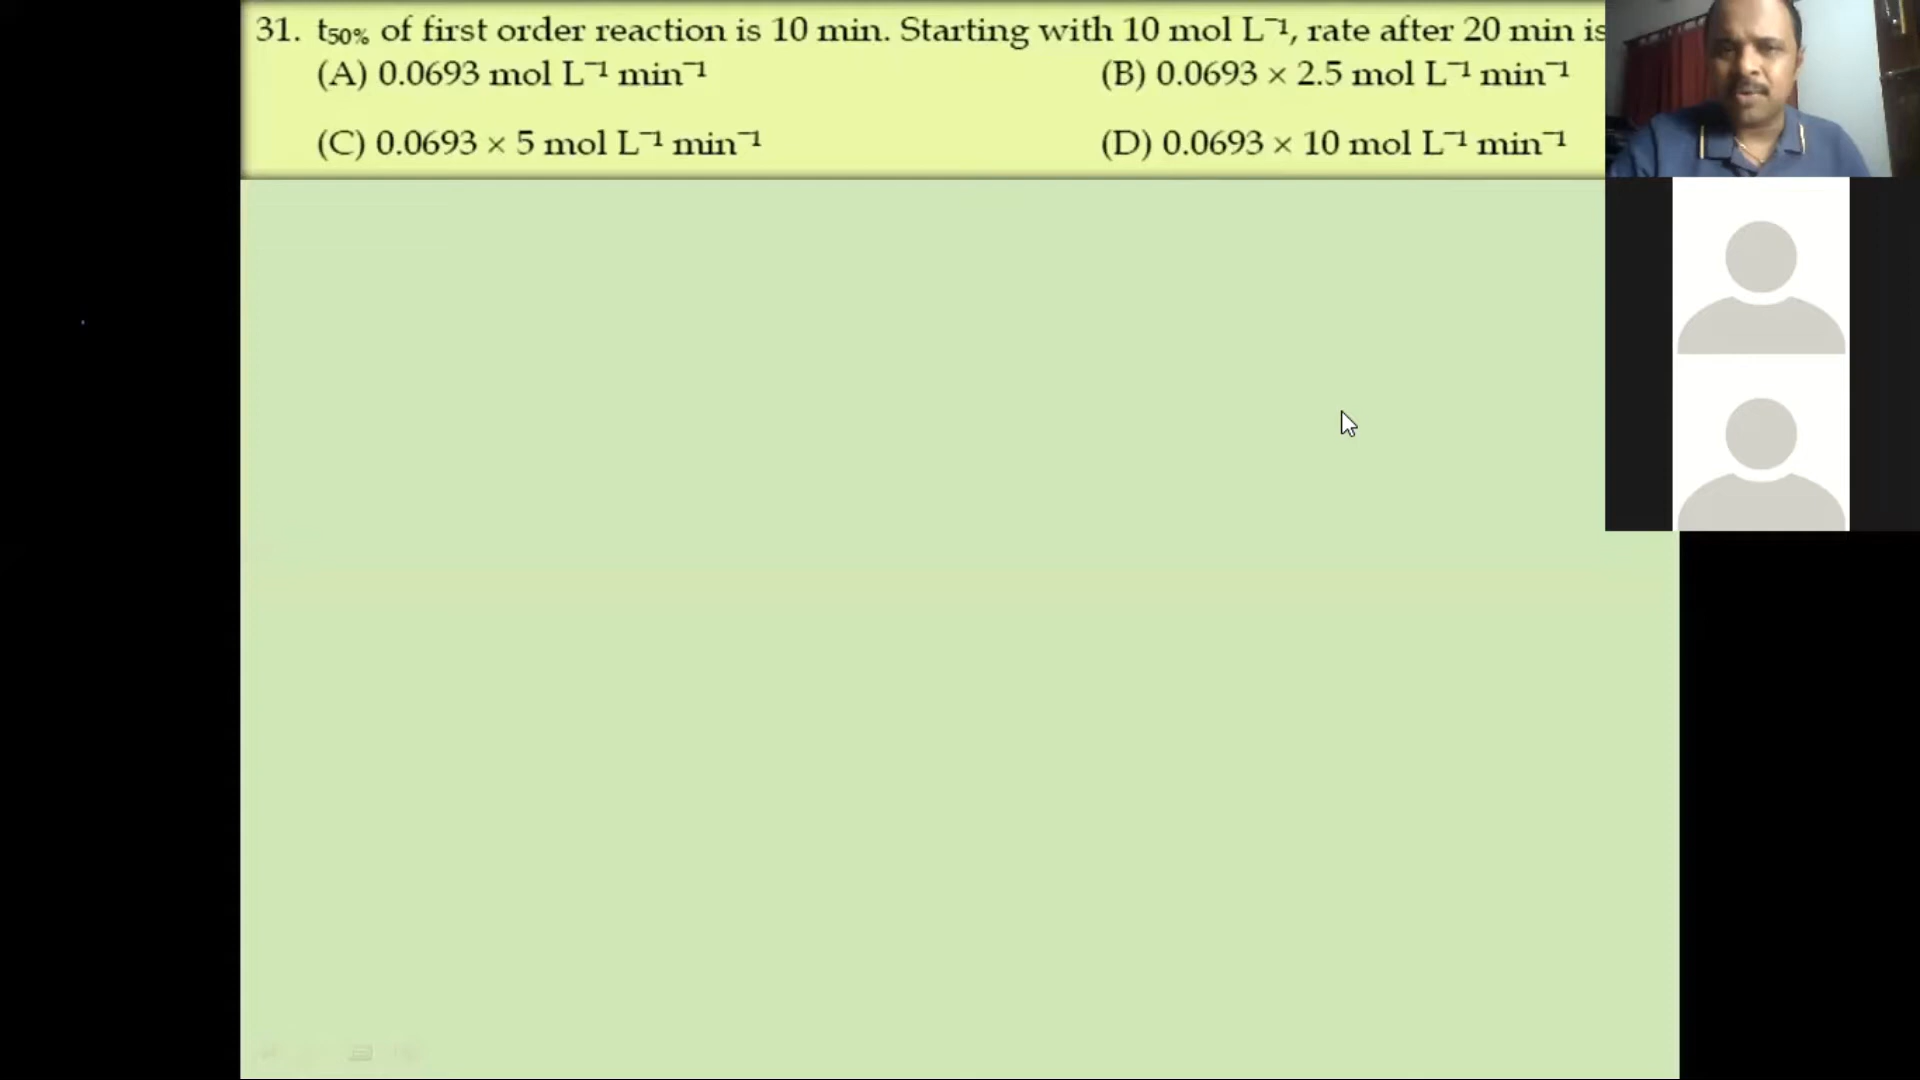 31. t₅₀% of first order reaction is 10 min. Starting with 10 mol L⁻¹, rate after 20 min is
(A) 0.0693 mol L⁻¹ min⁻¹ (B) 0.0693 × 2.5 mol L⁻¹ min⁻¹
(C) 0.0693 × 5 mol L⁻¹ min⁻¹ (D) 0.0693 × 10 mol L⁻¹ min⁻¹